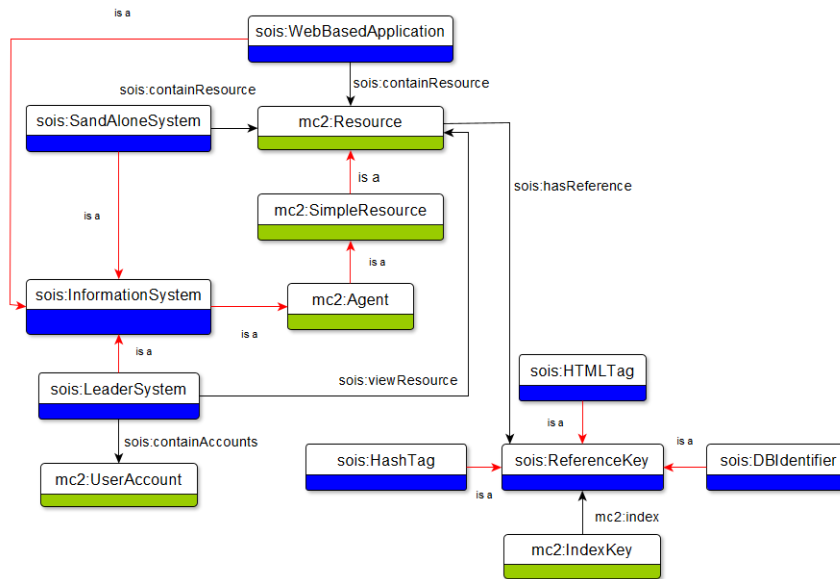 is a
sois:WebBasedApplication
sois:containResource
sois:containResource
sois:SandAloneSystem
mc2:Resource
is a
sois:hasReference
mc2:SimpleResource
is a
is a
sois:InformationSystem
mc2:Agent
is a
is a
sois:LeaderSystem
sois:viewResource
sois:HTMLTag
sois:containAccounts
is a
is a
mc2:UserAccount
sois:HashTag
sois:ReferenceKey
sois:DBIdentifier
is a
mc2:index
mc2:IndexKey